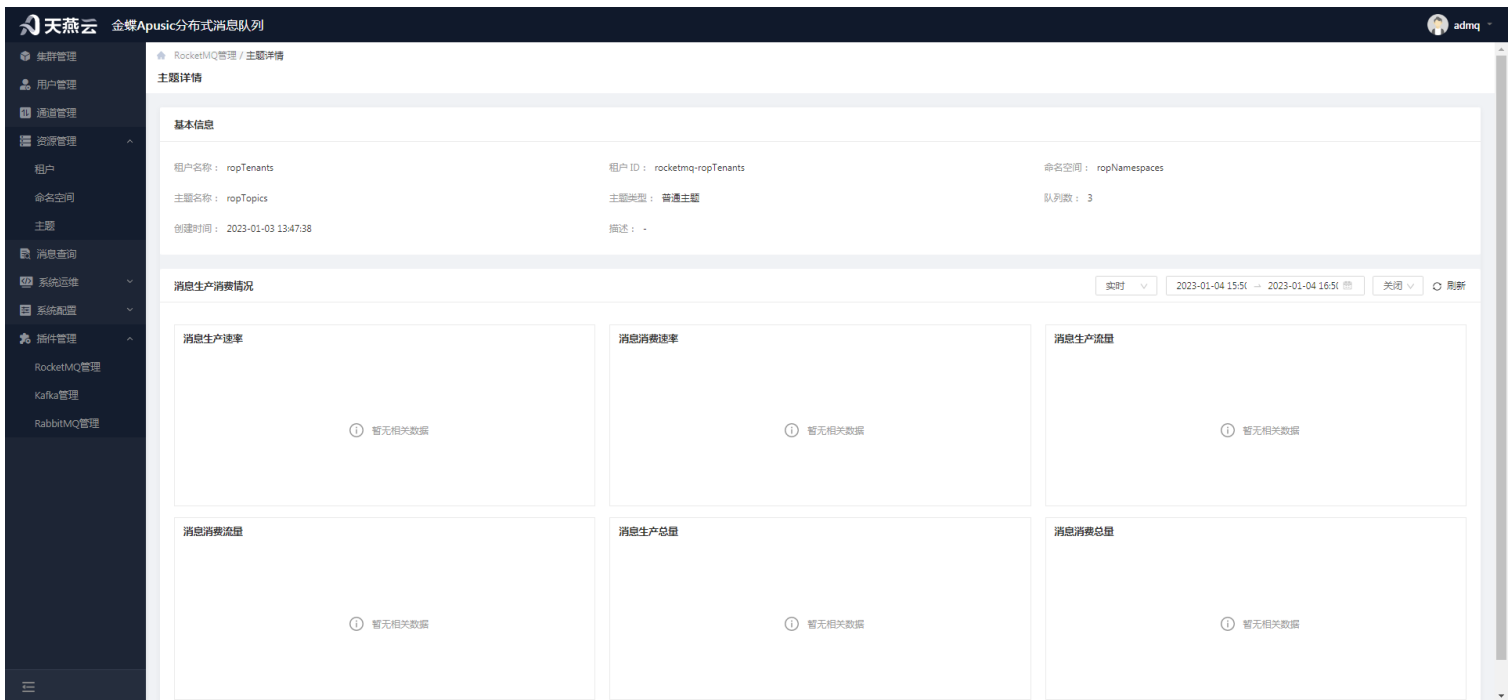 天燕云 金蝶Apusic分布式消息队列
admq
集群管理
用户管理
通道管理
资源管理
租户
命名空间
主题
消息查询
系统运维
系统配置
插件管理
RocketMQ管理
Kafka管理
RabbitMQ管理
RocketMQ管理 / 主题详情
主题详情
基本信息
租户名称： ropTenants 租户 ID： rocketmq-ropTenants 命名空间： ropNamespaces
主题名称： ropTopics 主题类型： 普通主题 队列数： 3
创建时间： 2023-01-03 13:47:38 描述： -
消息生产消费情况 实时 2023-01-04 15:5( → 2023-01-04 16:5( 关闭 刷新
消息生产速率 消息消费速率 消息生产流量
暂无相关数据 暂无相关数据 暂无相关数据
消息消费流量 消息生产总量 消息消费总量
暂无相关数据 暂无相关数据 暂无相关数据